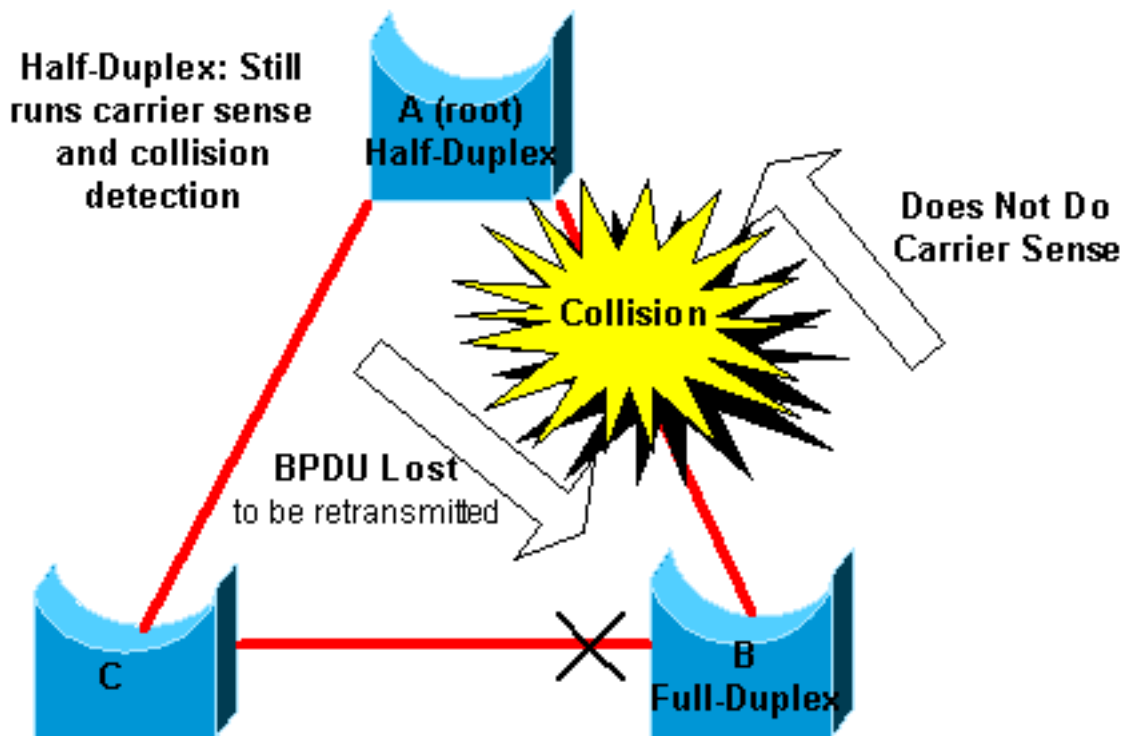 Half-Duplex: Still
runs carrier sense
and collision
detection
A (root)
Half-Duplex
Does Not Do
Carrier Sense
Collision
BPDU Lost
to be retransmitted
C
B
Full-Duplex